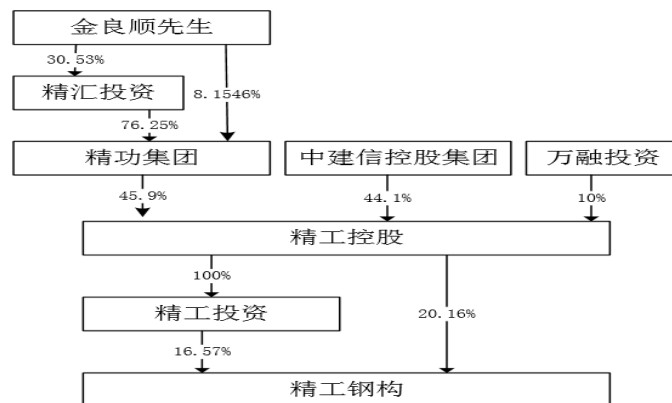 金良顺先生
30.53%
8.1546%
精汇投资
76.25%
精功集团
中建信控股集团
万融投资
45.9%
44.1%
10%
精工控股
100%
20.16%
精工投资
16.57%
精工钢构